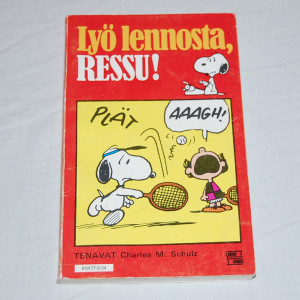 Lyö lennosta,
RESSU!
PLÄT
AAAGH!
TENAVAT Charles M. Schulz